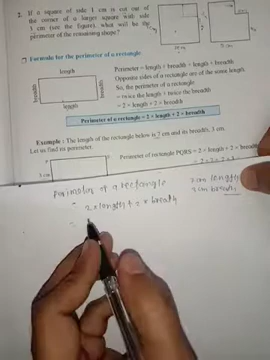 2. If a square of side 1 cm is cut out of
the corner of a larger square with side
3 cm (see the figure), what will be the
perimeter of the remaining shape?
Formula for the perimeter of a rectangle
length
breadth
breadth
length
Perimeter = length + breadth + length + breadth
Opposite sides of a rectangle are of the same length.
So, the perimeter of a rectangle
= twice the length + twice the breadth
= 2 × length + 2 × breadth
Perimeter of a rectangle = 2 × length + 2 × breadth
Example : The length of the rectangle below is 7 cm and its breadth, 3 cm.
Let us find its perimeter.
3 cm
Perimeter of rectangle PQRS = 2 × length + 2 × breadth
Perimeter of a rectangle
= 2 × length + 2 × breadth
=
length
3 cm breadth